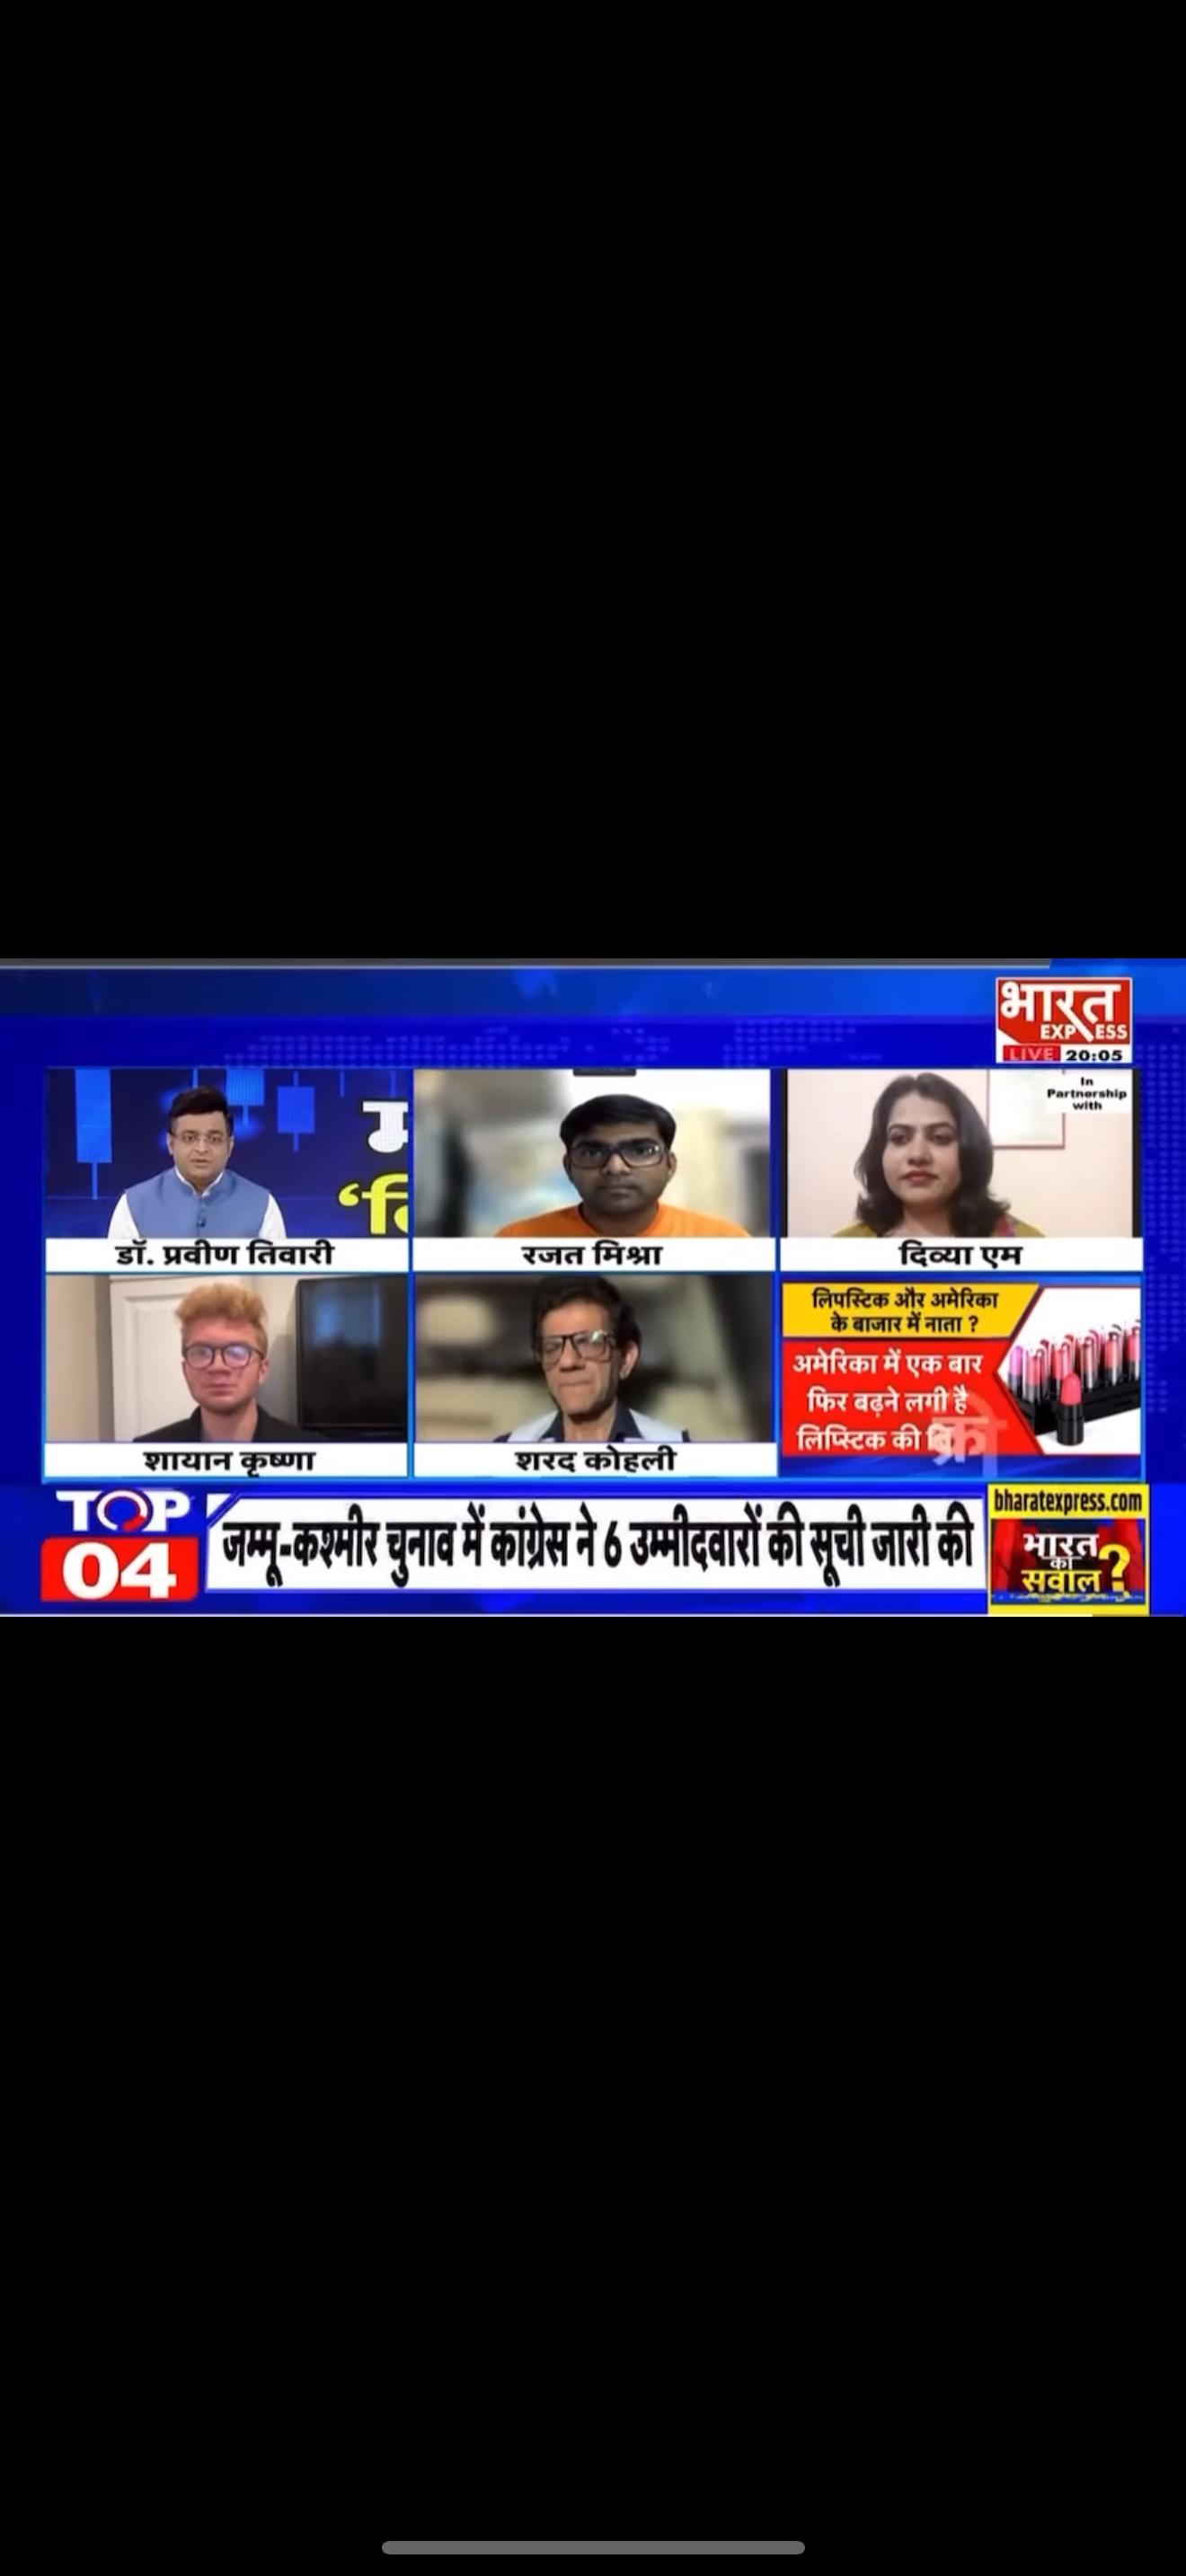 भारत
EXPRESS
LIVE 20:05
In
Partnership
with
डॉ. प्रवीण तिवारी
रजत मिश्रा
दिव्या एम
शायान कृष्णा
शरद कोहली
लिपस्टिक और अमेरिका
के बाजार में नाता ?
अमेरिका में एक बार
फिर बढ़ने लगी है
लिप्स्टिक की
TOP
04
जम्मू-कश्मीर चुनाव में कांग्रेस ने 6 उम्मीदवारों की सूची जारी की
bharatexpress.com
भारत
का
सवाल ?